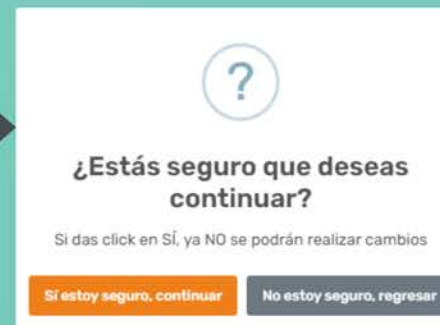 ?
¿Estás seguro que deseas
continuar?
Si das click en SÍ, ya NO se podrán realizar cambios
Sí estoy seguro, continuar
No estoy seguro, regresar